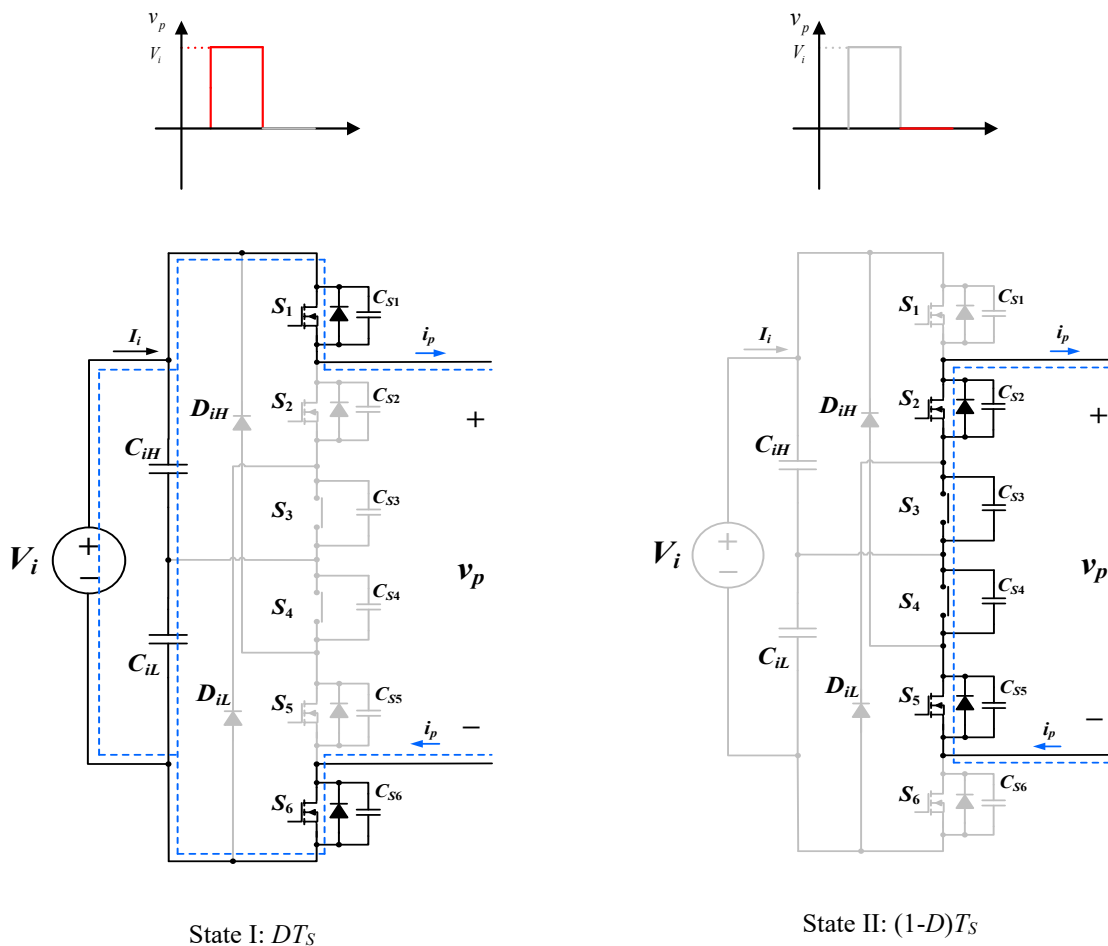 v_p
V_i
S_1
C_S1
I_i
i_p
S_2
C_S2
+
D_iH
C_iH
S_3
C_S3
V_i
+
−
v_p
S_4
C_S4
C_iL
D_iL
S_5
C_S5
i_p
−
S_6
C_S6
State I: DT_S
v_p
V_i
S_1
C_S1
I_i
i_p
S_2
C_S2
+
D_iH
C_iH
S_3
C_S3
V_i
+
−
v_p
S_4
C_S4
C_iL
D_iL
S_5
C_S5
i_p
−
S_6
C_S6
State II: (1-D)T_S